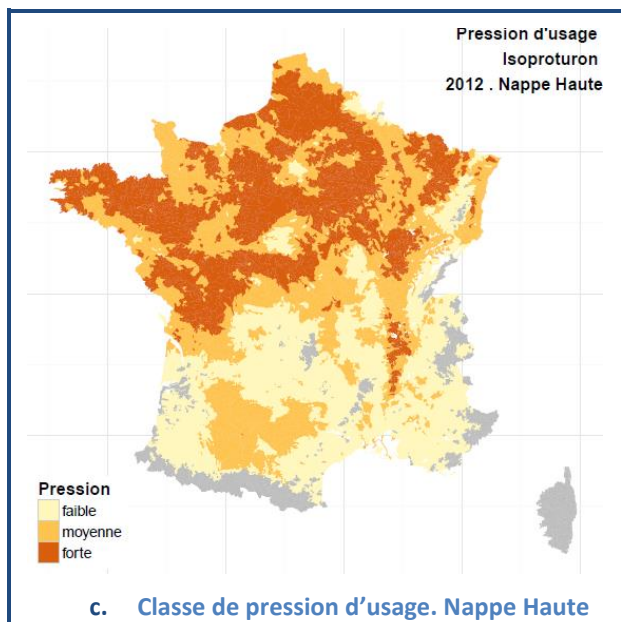 Pression d'usage
Isoproturon
2012 . Nappe Haute
Pression
faible
moyenne
forte
c. Classe de pression d'usage. Nappe Haute